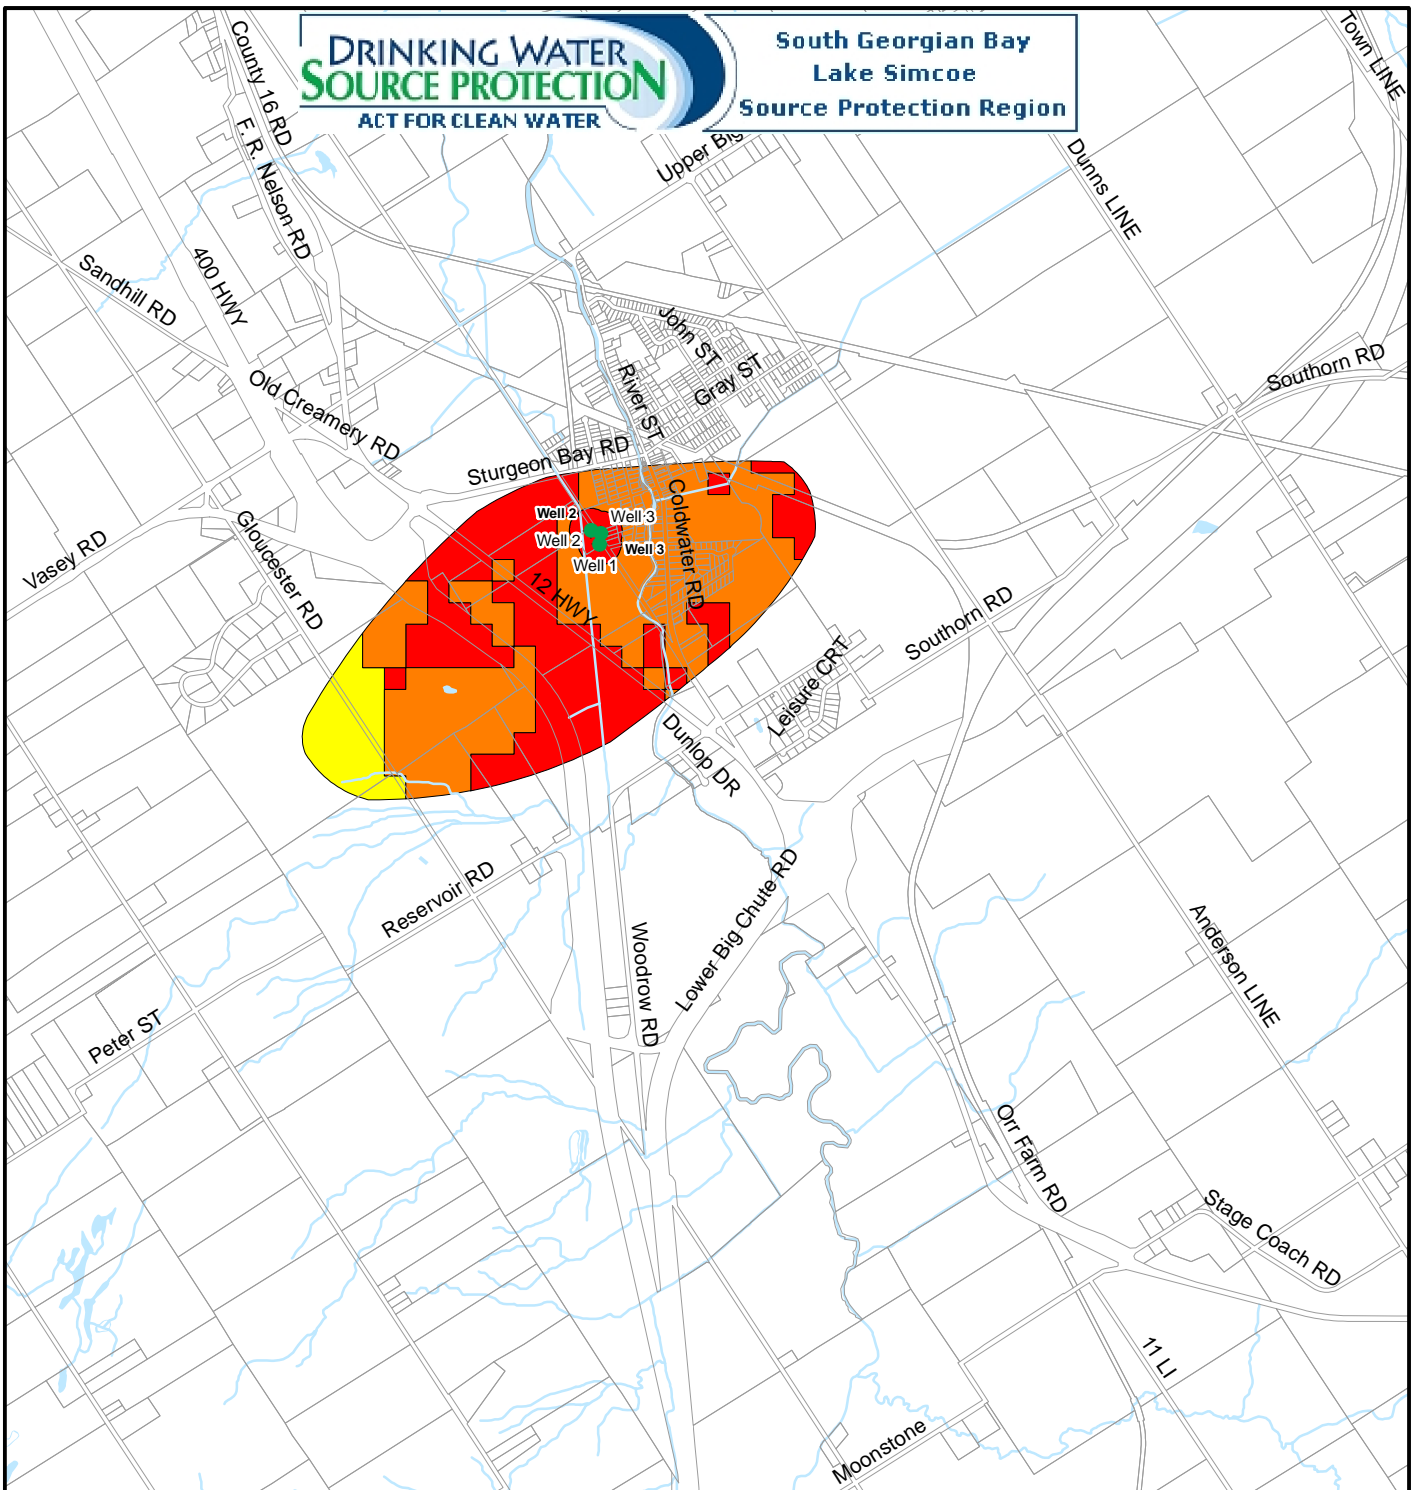 DRINKING WATER
SOURCE PROTECTION
ACT FOR CLEAN WATER
South Georgian Bay
Lake Simcoe
Source Protection Region
Town LINE
County 16 RD
F. R. Nelson RD
Upper Big
Dunns LINE
400 HWY
Sandhill RD
John ST
Gray ST
River ST
Southorn RD
Old Creamery RD
Sturgeon Bay RD
Coldwater RD
Well 2
Well 3
Well 2
Well 3
Well 1
Vasey RD
Gloucester RD
12 HWY
Southorn RD
Leisure CRT
Dunlop DR
Reservoir RD
Lower Big Chute RD
Woodrow RD
Anderson LINE
Peter ST
Orr Farm RD
Stage Coach RD
11 LI
Moonstone